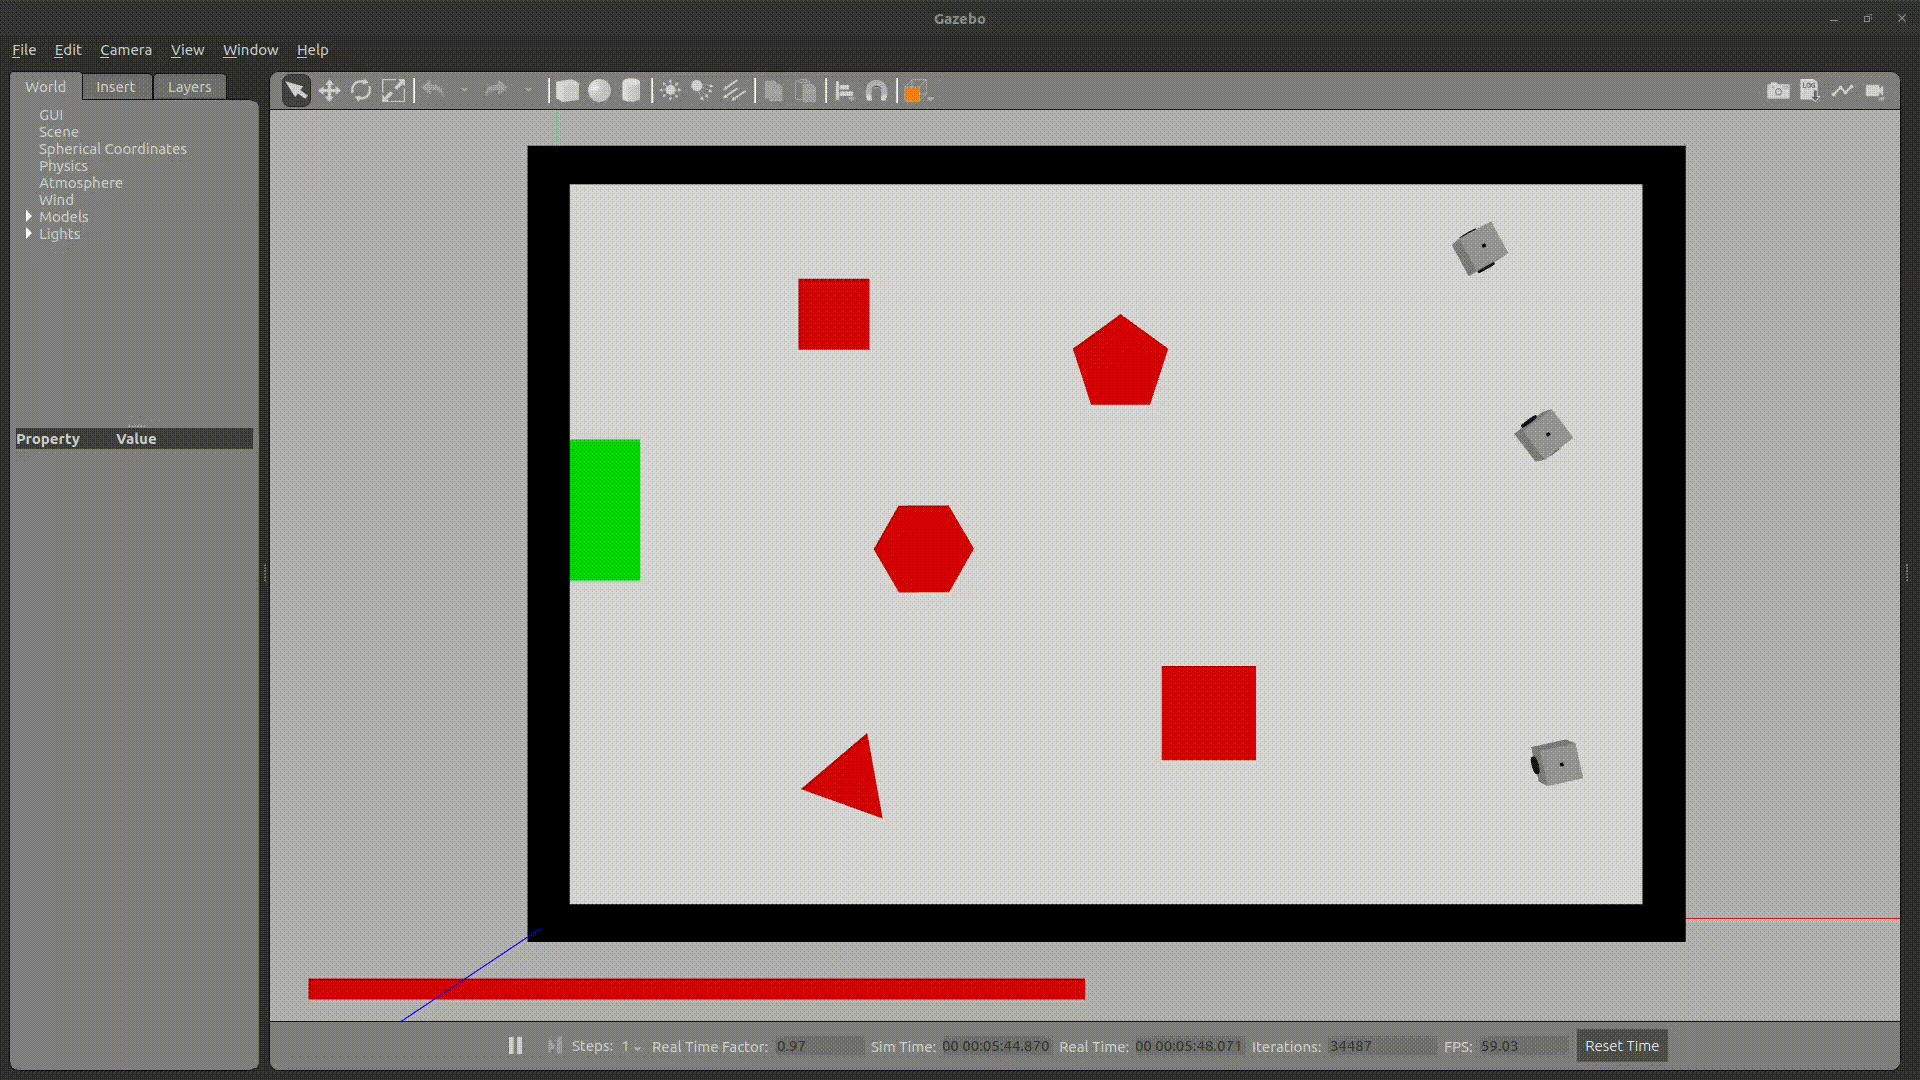 Gazebo
File Edit Camera View Window Help
World Insert Layers
LOG
GUI
Scene
Spherical Coordinates
Physics
Atmosphere
Wind
Models
Lights
Property Value
Steps: 1 Real Time Factor: 0.97 Sim Time: 00 00:05:44.870 Real Time: 00 00:05:48.071 Iterations: 34487 FPS: 59.03 Reset Time